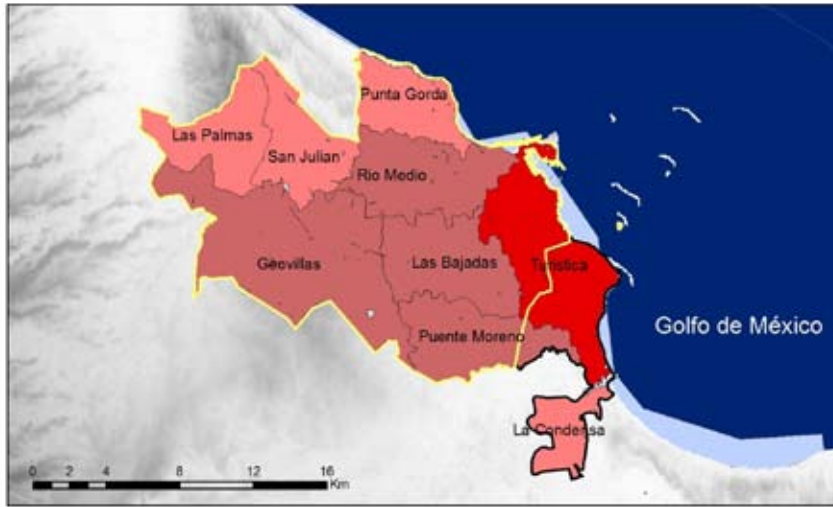 Punta Gorda
Las Palmas
San Julian
Rio Medio
Geovillas
Las Bajadas
Turistica
Puente Moreno
Golfo de México
La Condensa
0 2 4 8 12 16
Km